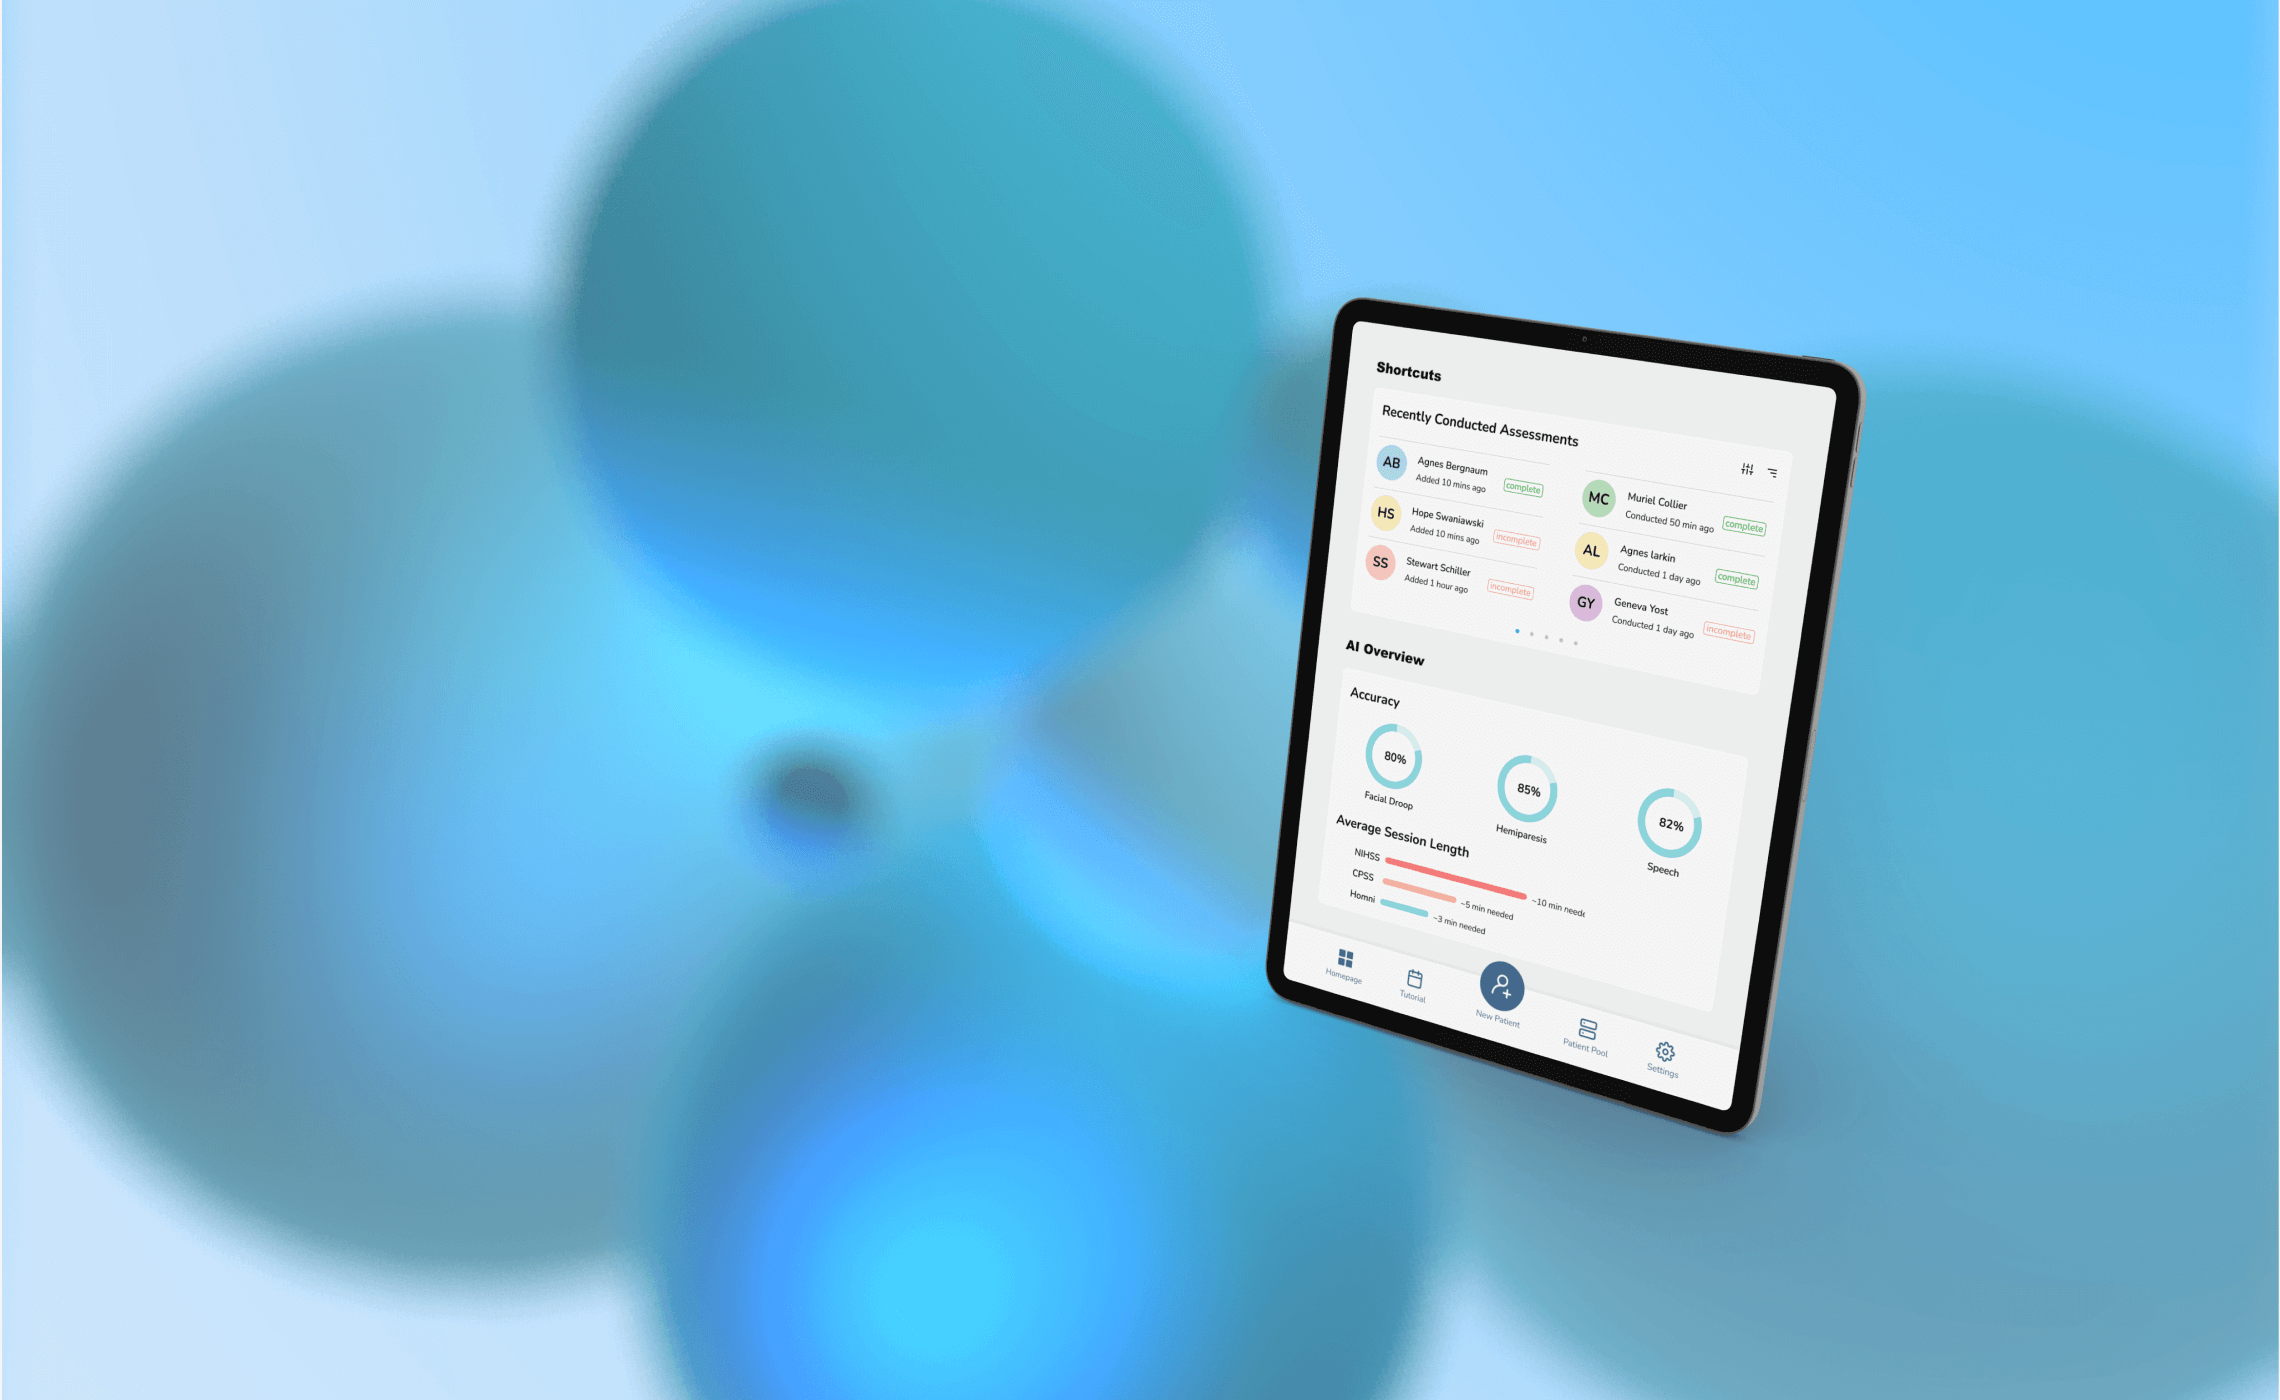 Shortcuts
Recently Conducted Assessments
AB
Agnes Bergnaum
Added 10 mins ago
complete
HS
Hope Swaniawski
Added 10 mins ago
incomplete
SS
Stewart Schiller
Added 1 hour ago
incomplete
MC
Muriel Collier
Conducted 50 min ago
complete
AL
Agnes larkin
Conducted 1 day ago
complete
GY
Geneva Yost
Conducted 1 day ago
incomplete
AI Overview
Accuracy
80%
Facial Droop
85%
Hemiparesis
82%
Speech
Average Session Length
NIHSS
~10 min neede
CPSS
~5 min needed
Homni
~3 min needed
Homepage
Tutorial
New Patient
Patient Pool
Settings